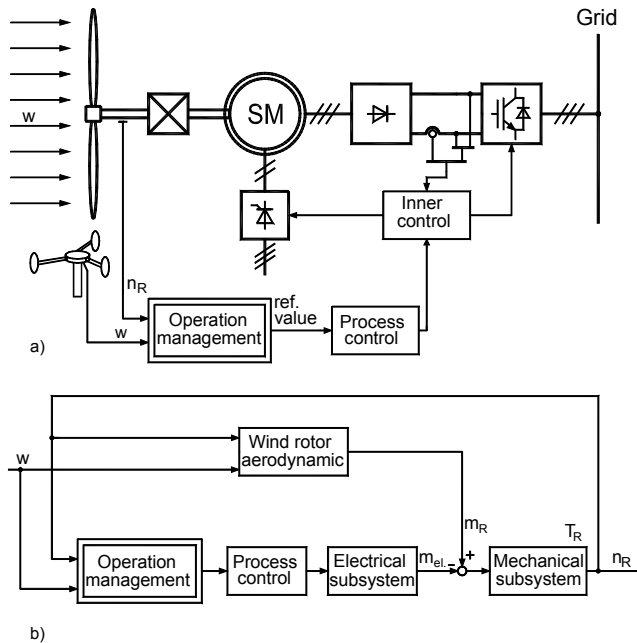 Grid
w
SM
Inner
control
n_R
w
Operation
management
ref.
value
Process
control
a)
w
Wind rotor
aerodynamic
m_R
T_R
Operation
management
Process
control
Electrical
subsystem
m_el.
-
+
Mechanical
subsystem
n_R
b)